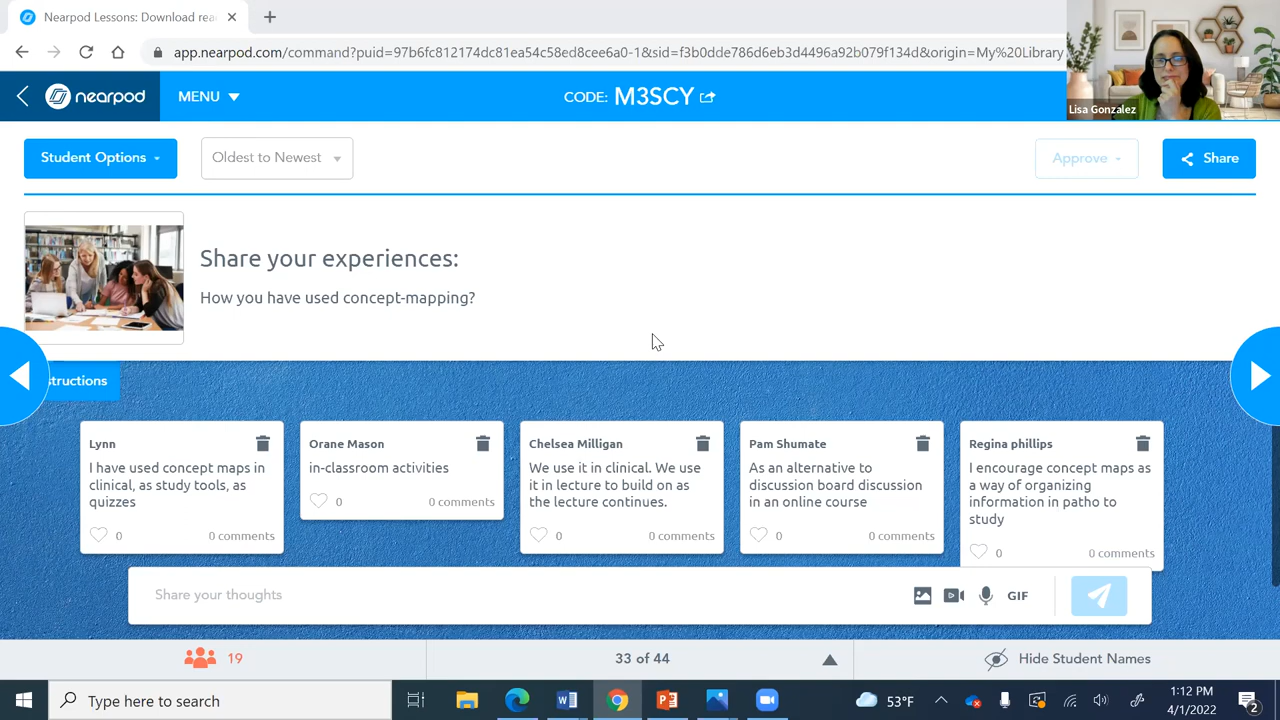 Nearpod Lessons: Download rea
app.nearpod.com/command?puid=97b6fc812174dc81ea54c58ed8cee6a0-1&sid=f3b0dde786d6eb3d4496a92b079f134d&origin=My%20Library
Lisa Gonzalez
nearpod
MENU
CODE: M3SCY
Student Options
Oldest to Newest
Approve
Share
Share your experiences:
How you have used concept-mapping?
structions
Lynn
I have used concept maps in
clinical, as study tools, as
quizzes
0
0 comments
Orane Mason
in-classroom activities
0
0 comments
Chelsea Milligan
We use it in clinical. We use
it in lecture to build on as
the lecture continues.
0
0 comments
Pam Shumate
As an alternative to
discussion board discussion
in an online course
0
0 comments
Regina phillips
I encourage concept maps as
a way of organizing
information in patho to
study
0
0 comments
Share your thoughts
GIF
19
33 of 44
Hide Student Names
Type here to search
53°F
1:12 PM
4/1/2022
2